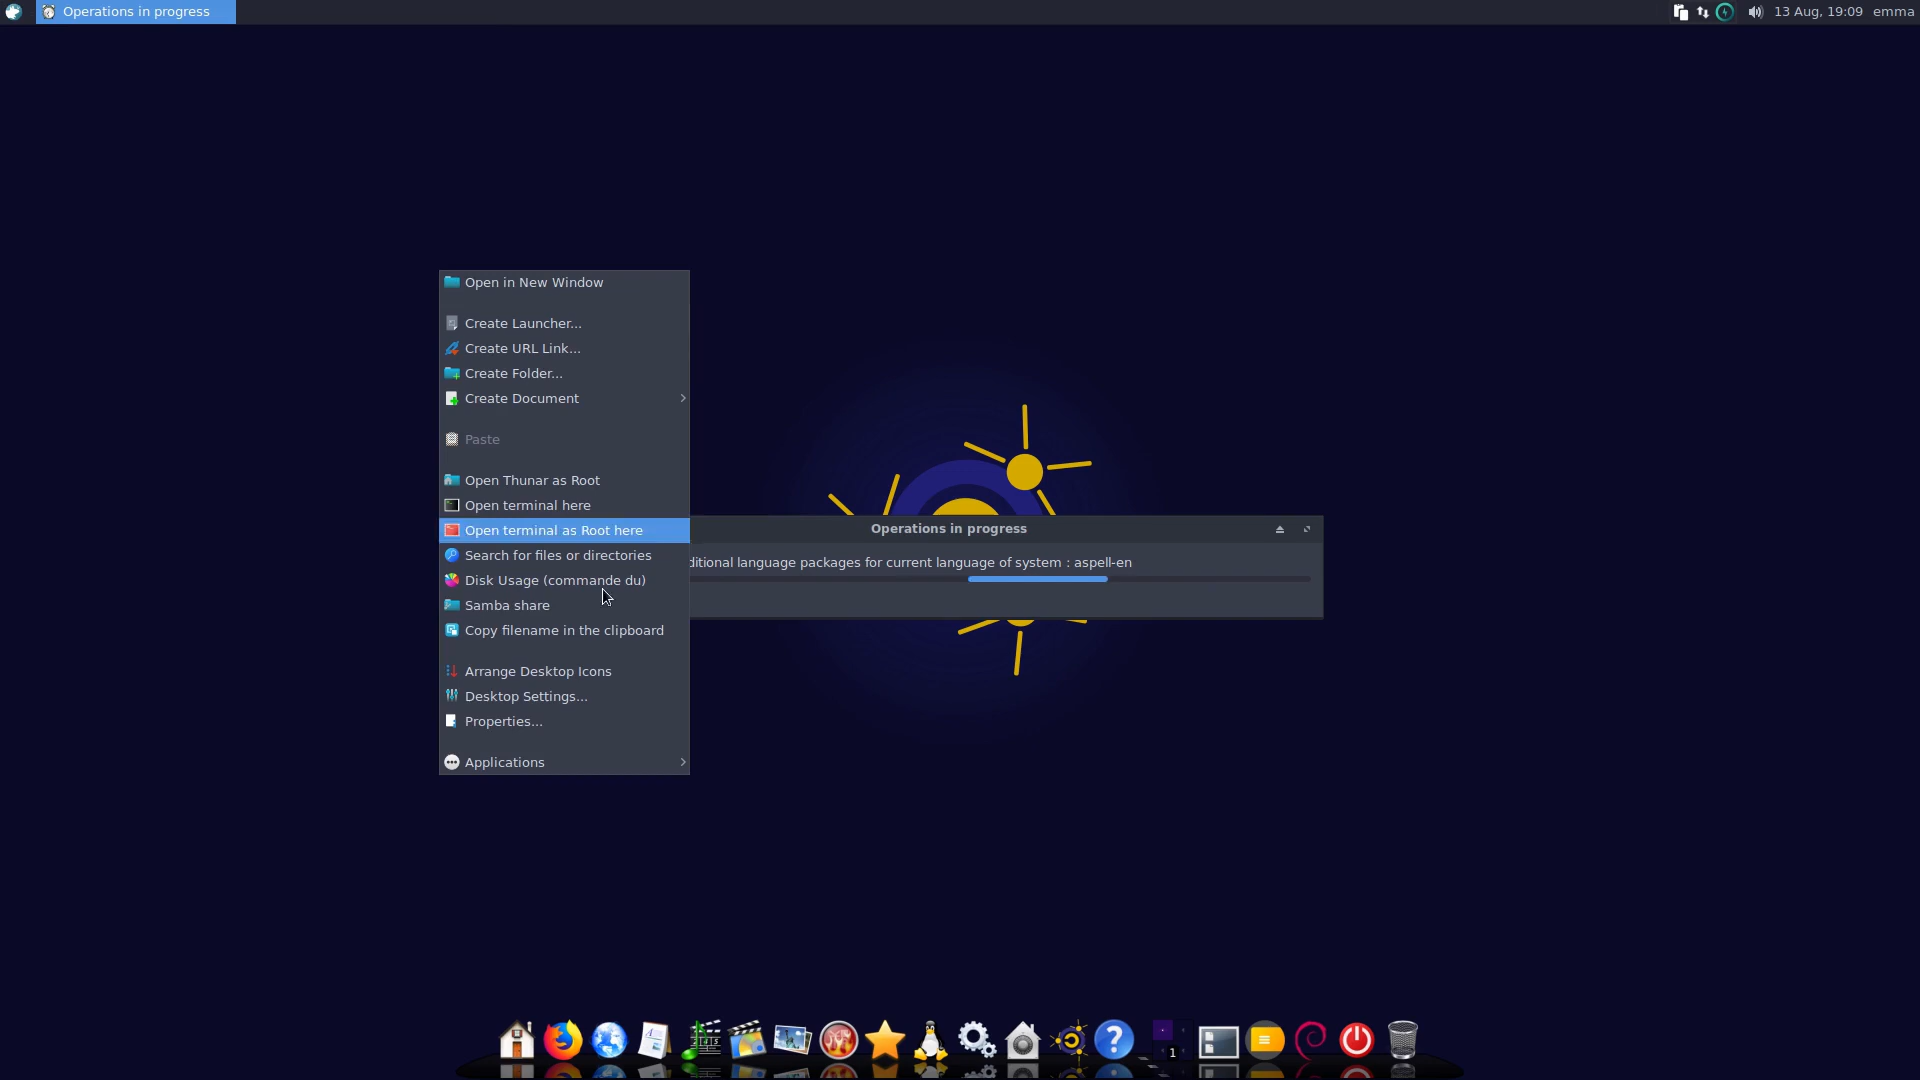 Operations in progress
13 Aug, 19:09 emma
Open in New Window
Create Launcher...
Create URL Link...
Create Folder...
Create Document
Paste
Open Thunar as Root
Open terminal here
Open terminal as Root here
Search for files or directories
Disk Usage (commande du)
Samba share
Copy filename in the clipboard
Arrange Desktop Icons
Desktop Settings...
Properties...
Applications
Operations in progress
language packages for current language of system : aspell-en
1